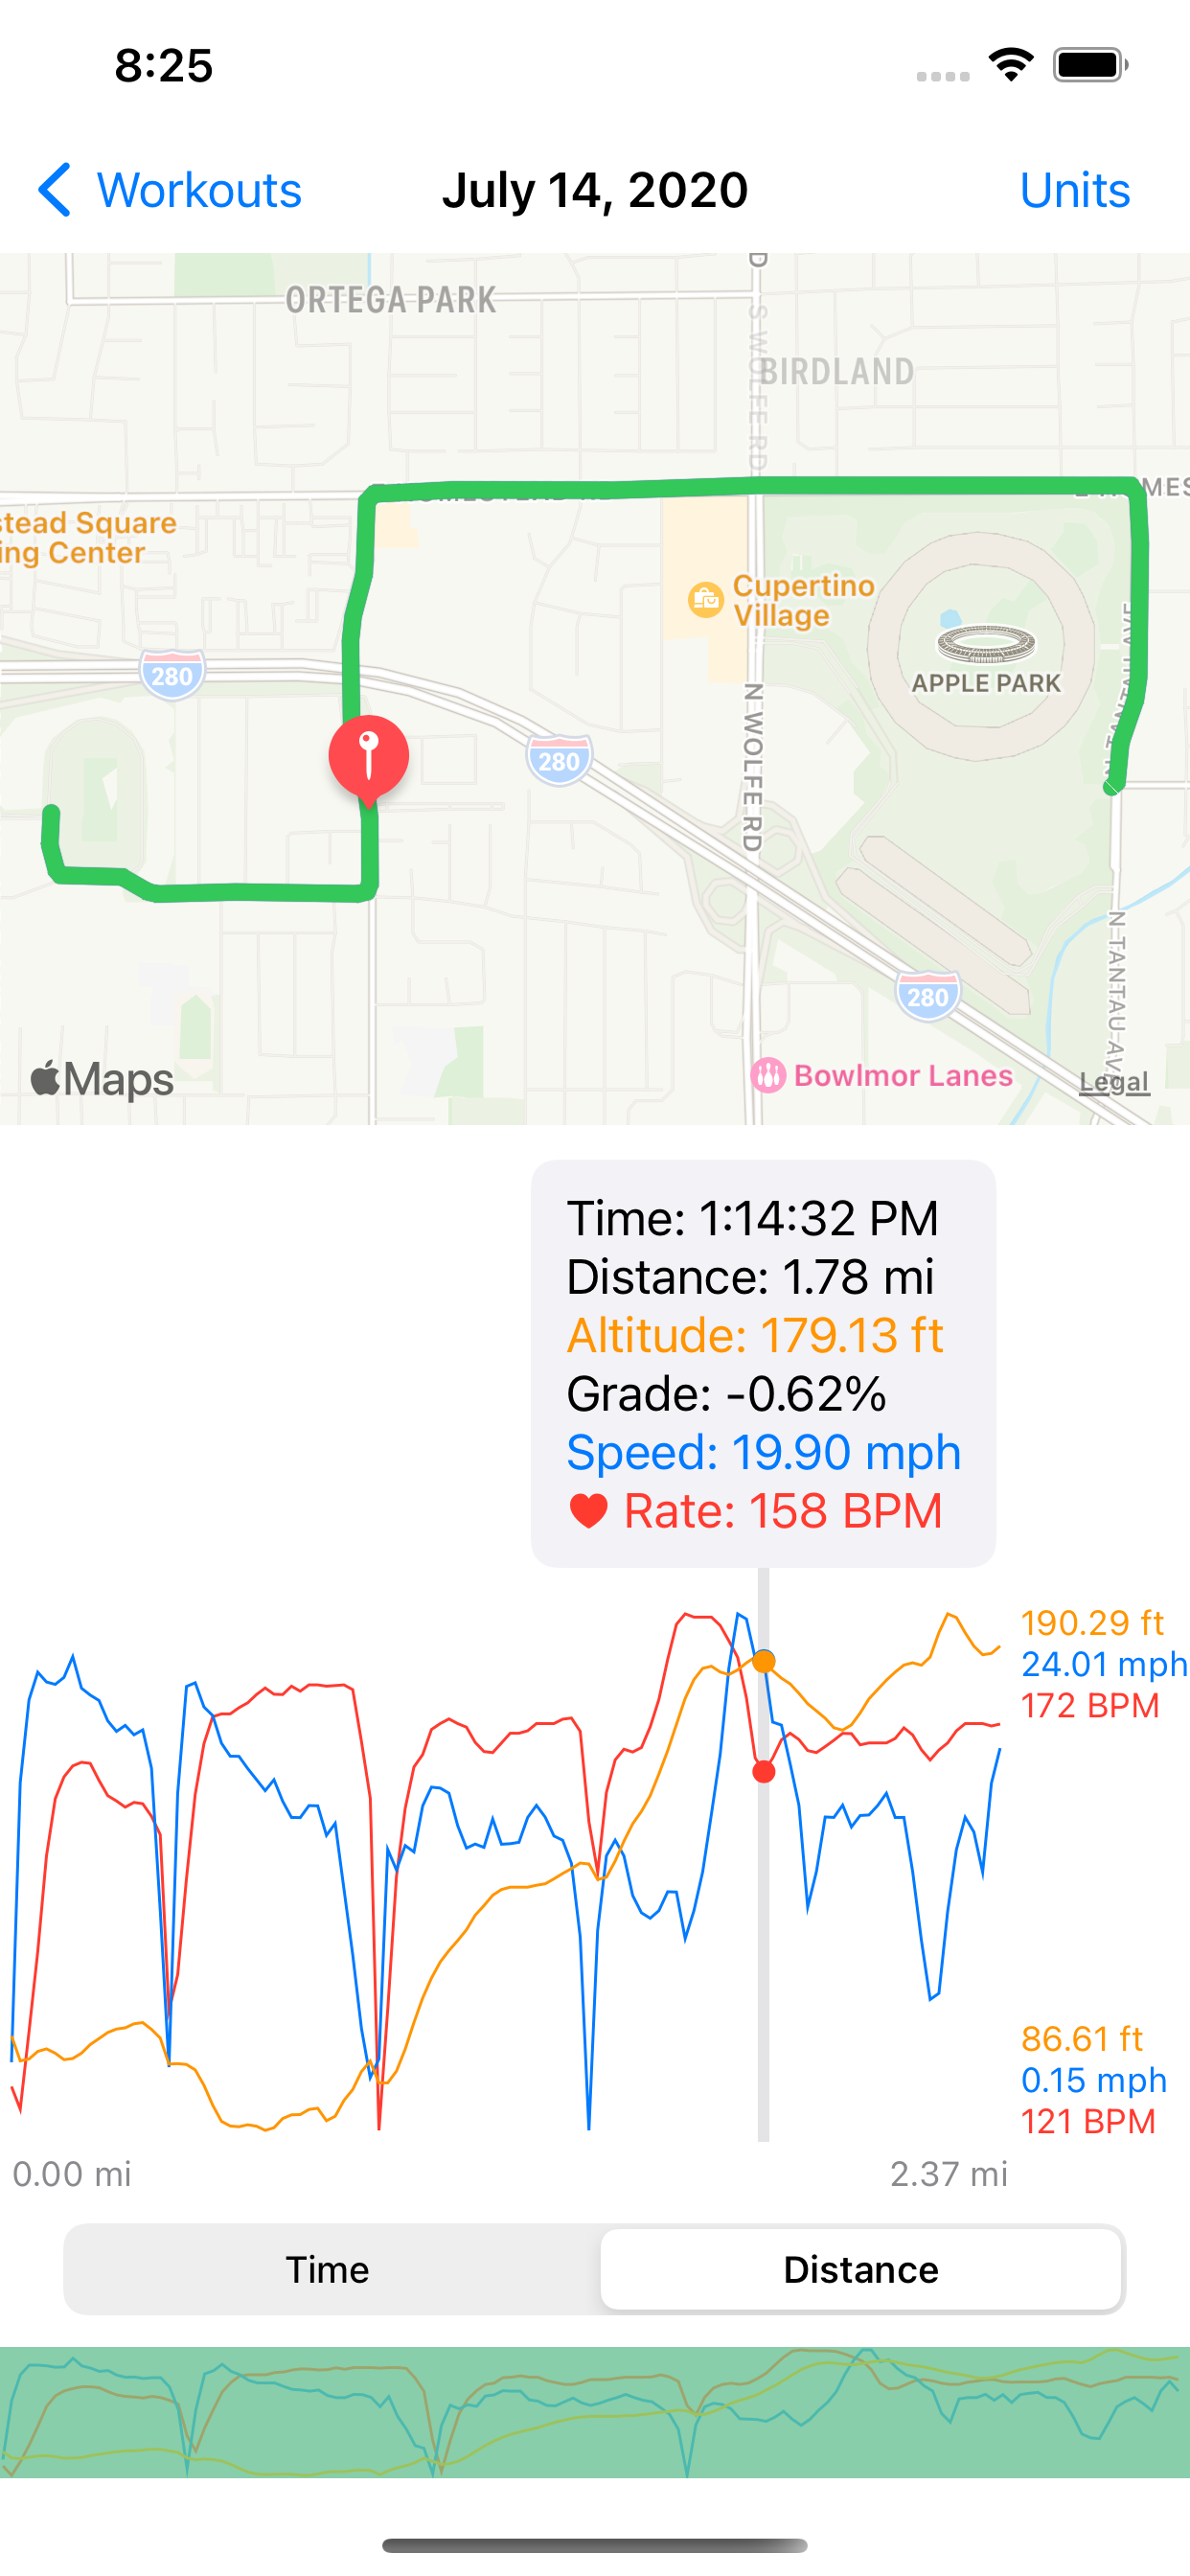 8:25
Workouts
July 14, 2020
Units
ORTEGA PARK
S WOLFE RD
BIRDLAND
stead Square
ing Center
Cupertino
Village
280
APPLE PARK
280
N WOLFE RD
280
N TANTAU AVE
Maps
Bowlmor Lanes
Legal
Time: 1:14:32 PM
Distance: 1.78 mi
Altitude: 179.13 ft
Grade: -0.62%
Speed: 19.90 mph
Rate: 158 BPM
190.29 ft
24.01 mph
172 BPM
86.61 ft
0.15 mph
121 BPM
0.00 mi
2.37 mi
Time
Distance